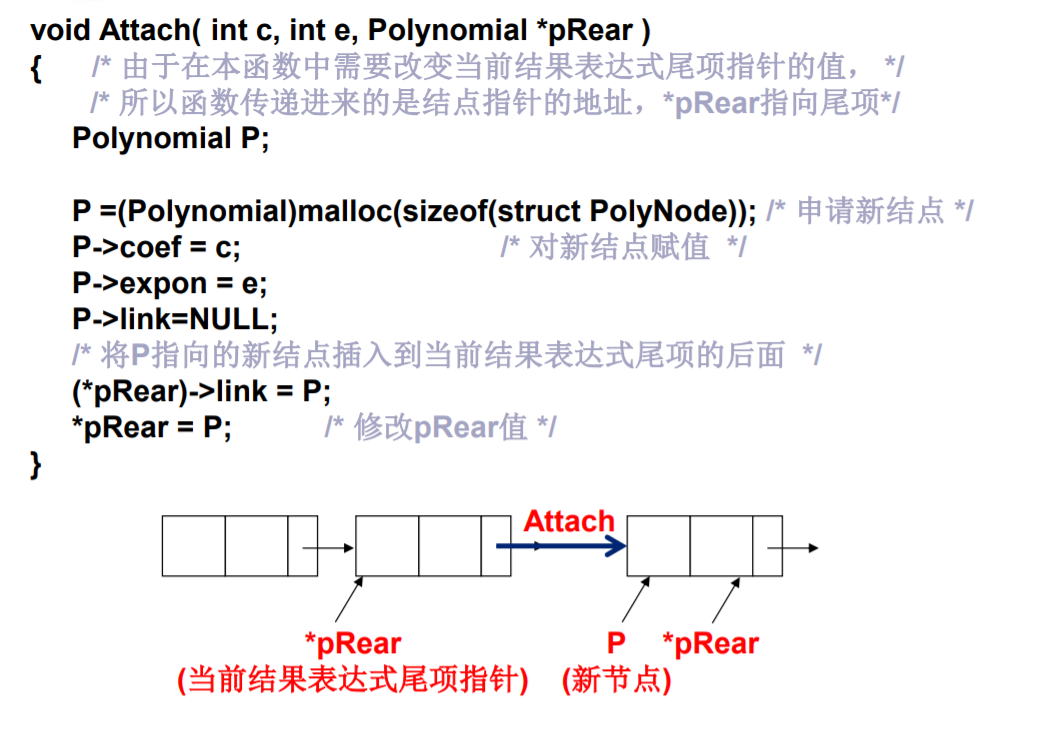 void Attach( int c, int e, Polynomial *pRear )
{ /* 由于在本函数中需要改变当前结果表达式尾项指针的值， */
/* 所以函数传递进来的是结点指针的地址，*pRear指向尾项*/
Polynomial P;
P =(Polynomial)malloc(sizeof(struct PolyNode)); /* 申请新结点 */
P->coef = c; /* 对新结点赋值 */
P->expon = e;
P->link=NULL;
/* 将P指向的新结点插入到当前结果表达式尾项的后面 */
(*pRear)->link = P;
*pRear = P; /* 修改pRear值 */
}
Attach
*pRear P *pRear
(当前结果表达式尾项指针) (新节点)